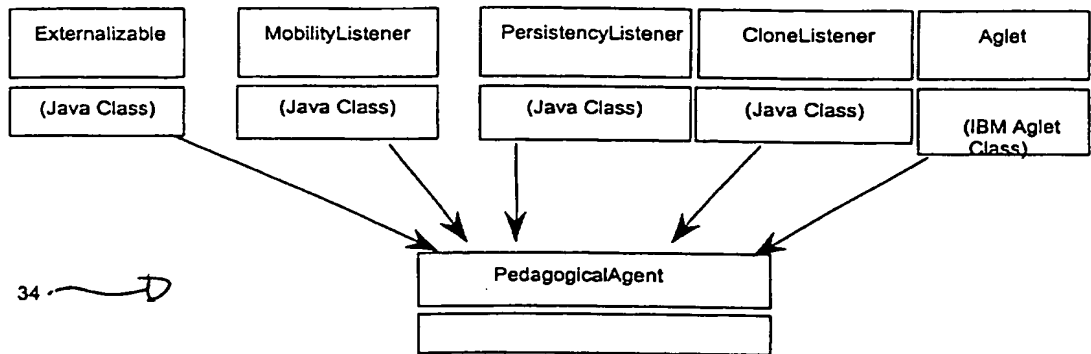 Externalizable
MobilityListener
PersistencyListener
CloneListener
Aglet
(Java Class)
(Java Class)
(Java Class)
(Java Class)
(IBM Aglet
Class)
PedagogicalAgent
34